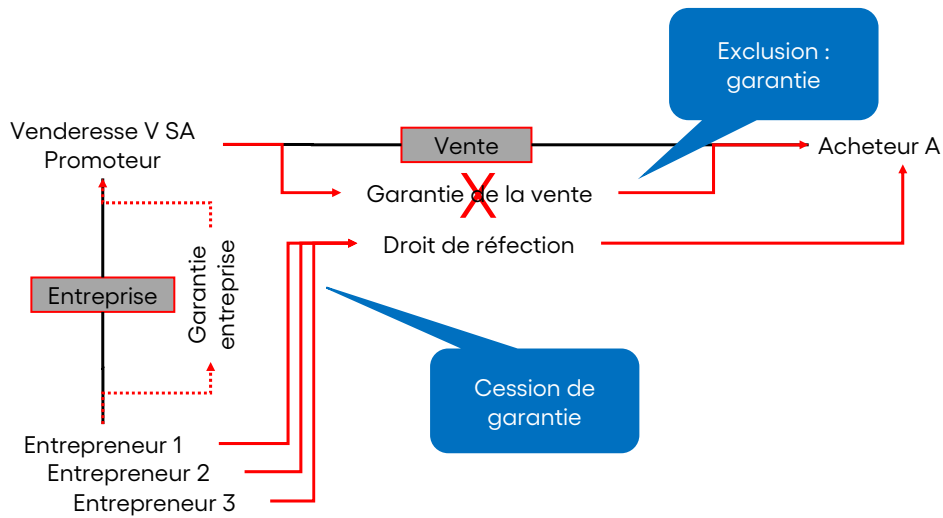 Exclusion :
garantie
Venderesse V SA
Promoteur
Vente
Acheteur A
Garantie de la vente
X
Droit de réfection
Garantie
entreprise
Entreprise
Cession de
garantie
Entrepreneur 1
Entrepreneur 2
Entrepreneur 3